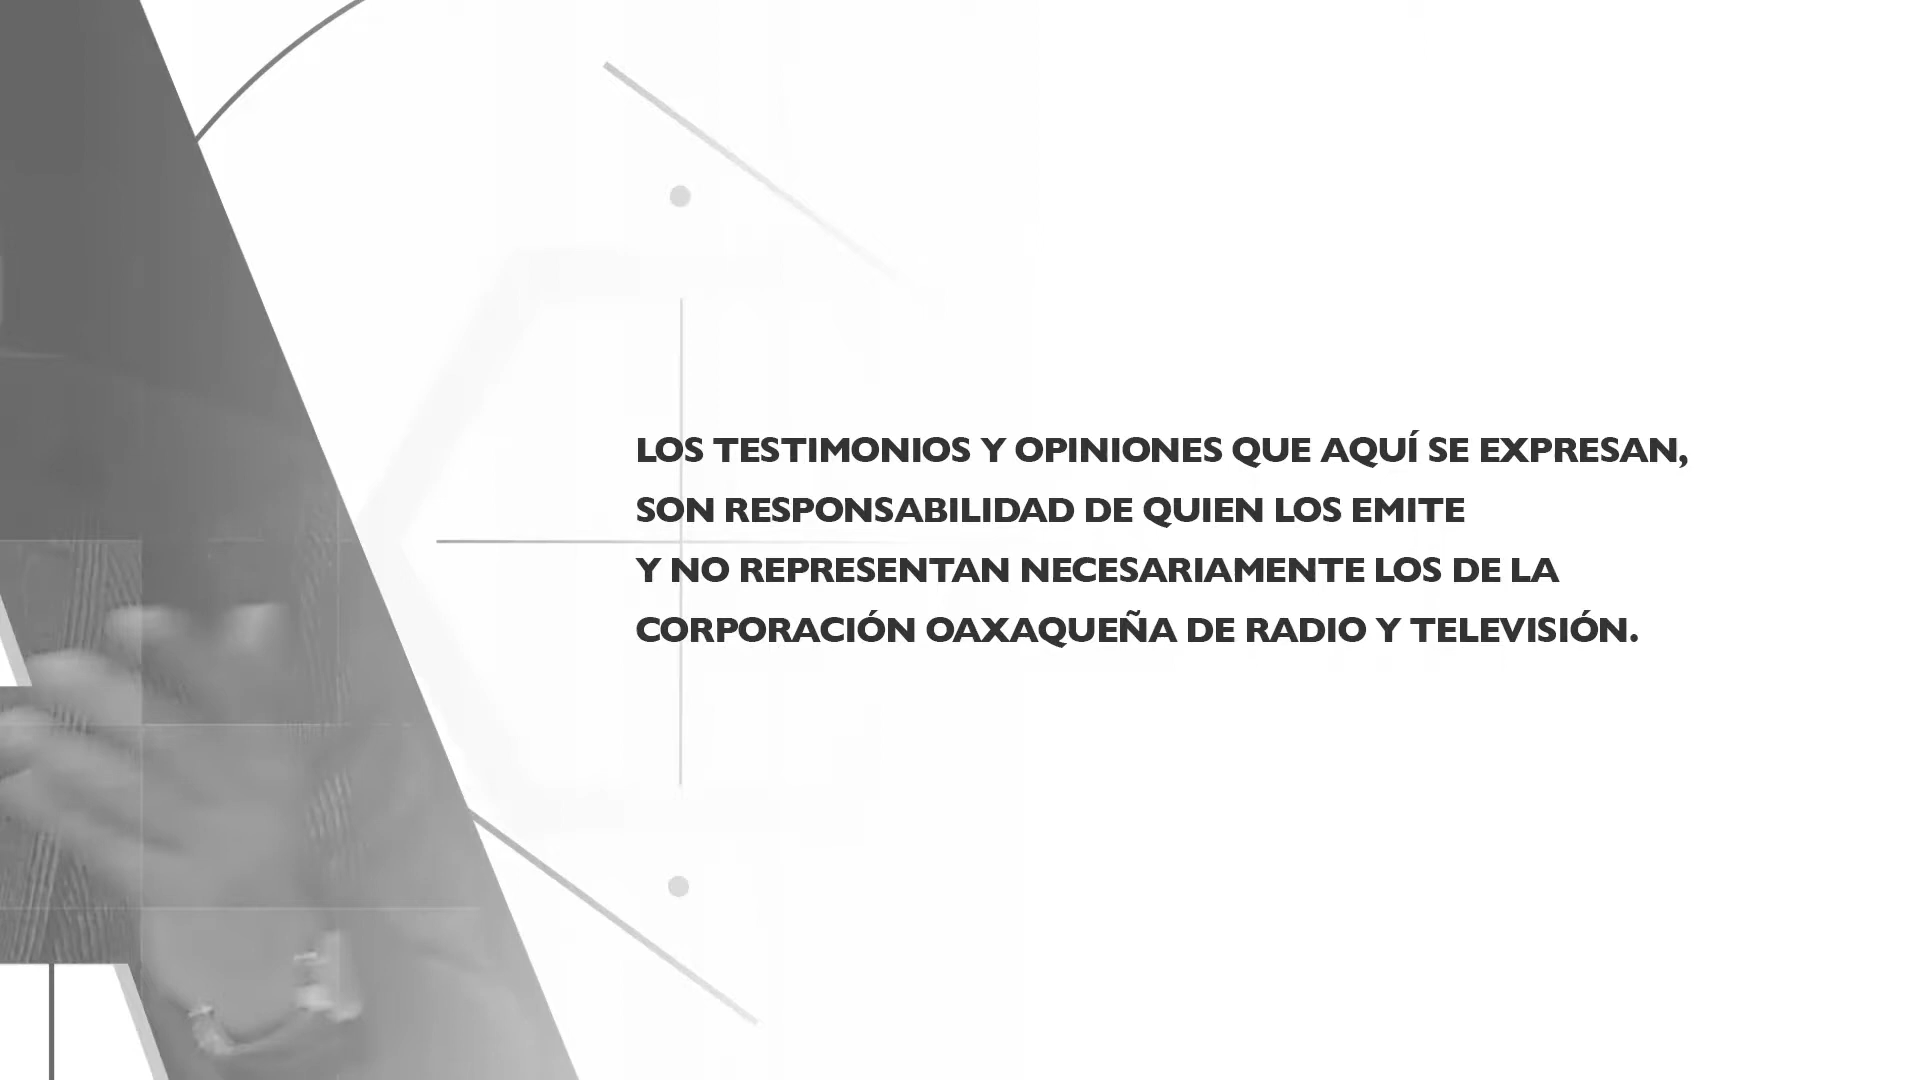 LOS TESTIMONIOS Y OPINIONES QUE AQUÍ SE EXPRESAN,
SON RESPONSABILIDAD DE QUIEN LOS EMITE
Y NO REPRESENTAN NECESARIAMENTE LOS DE LA
CORPORACIÓN OAXAQUEÑA DE RADIO Y TELEVISIÓN.